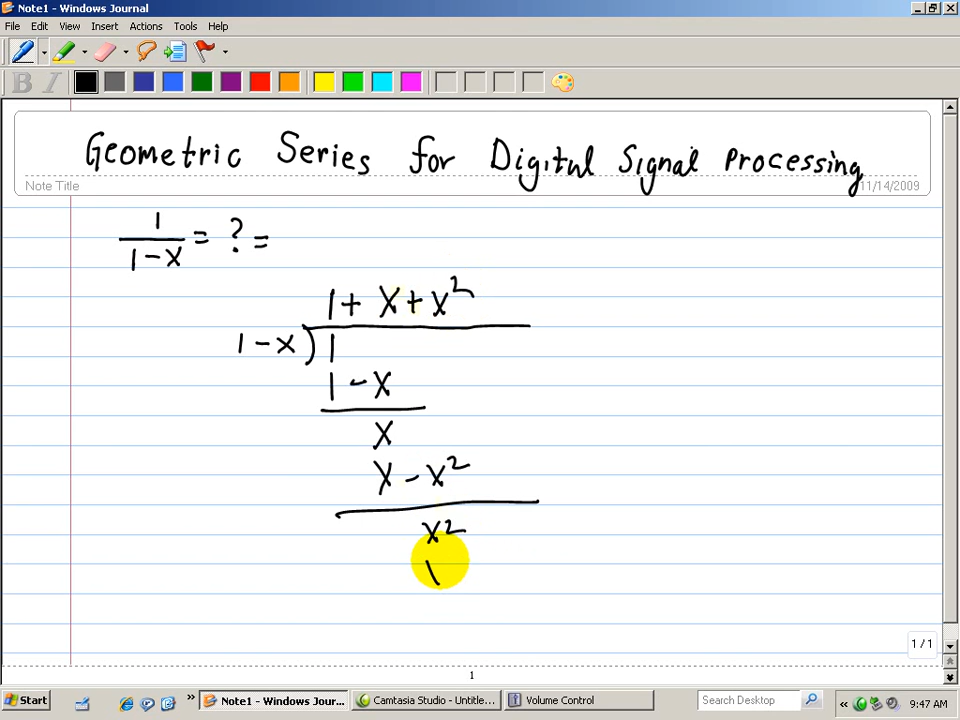 Note1 - Windows Journal
File Edit View Insert Actions Tools Help
B I
Geometric Series for Digital Signal Processing
Note Title 11/14/2009
1
1-x = ? =
1 + x + x²
1 - x ) 1
1 - x
x
x - x²
x²
1/1
1
Start » Note1 - Windows Jour... Camtasia Studio - Untitle... Volume Control Search Desktop « 9:47 AM